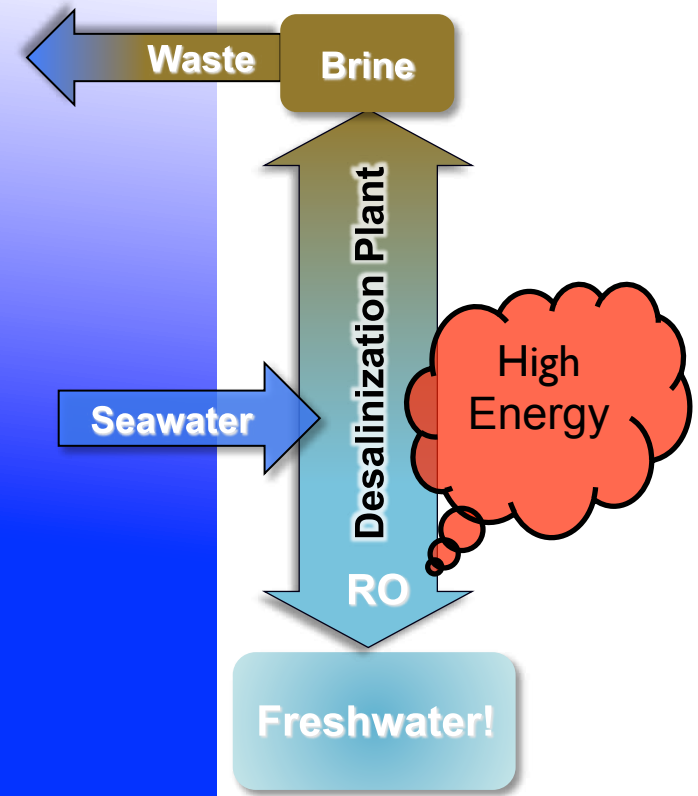 Waste
Brine
Desalinization Plant
High
Energy
Seawater
RO
Freshwater!